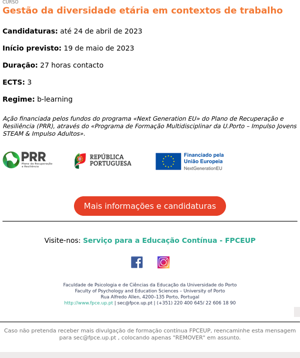 CURSO
Gestão da diversidade etária em contextos de trabalho
Candidaturas: até 24 de abril de 2023
Início previsto: 19 de maio de 2023
Duração: 27 horas contacto
ECTS: 3
Regime: b-learning
Ação financiada pelos fundos do programa «Next Generation EU» do Plano de Recuperação e
Resiliência (PRR), através do «Programa de Formação Multidisciplinar da U.Porto – Impulso Jovens
STEAM & Impulso Adultos».
PRR
Plano de Recuperação
e Resiliência
REPÚBLICA
PORTUGUESA
Financiado pela
União Europeia
NextGenerationEU
Mais informações e candidaturas
Visite-nos: Serviço para a Educação Contínua - FPCEUP
Faculdade de Psicologia e de Ciências da Educação da Universidade do Porto
Faculty of Psychology and Education Sciences - University of Porto
Rua Alfredo Allen, 4200-135 Porto, Portugal
http://www.fpce.up.pt | sec@fpce.up.pt | (+351) 220 400 645/ 22 606 18 90
Caso não pretenda receber mais divulgação de formação contínua FPCEUP, reencaminhe esta mensagem
para sec@fpce.up.pt , colocando apenas "REMOVER" em assunto.